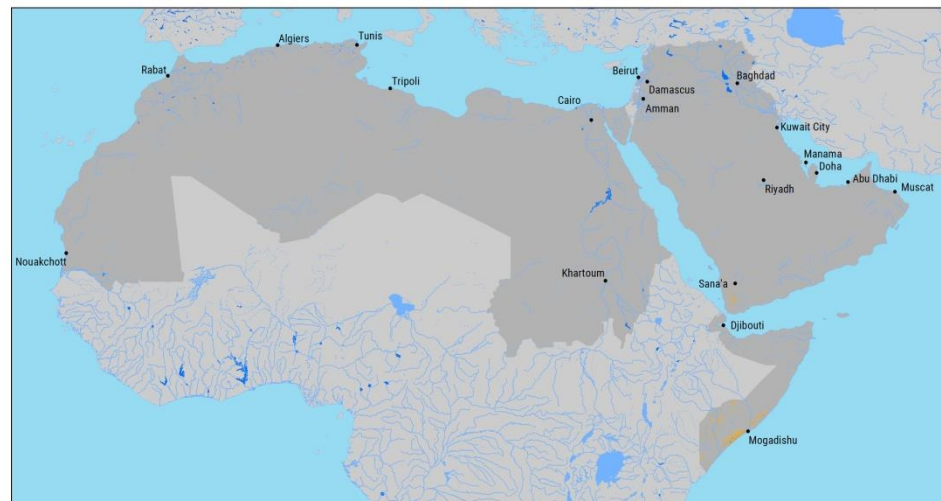 Algiers
Tunis
Rabat
Tripoli
Beirut
Damascus
Baghdad
Amman
Cairo
Kuwait City
Manama
Doha
Abu Dhabi
Riyadh
Muscat
Nouakchott
Khartoum
Sana'a
Djibouti
Mogadishu